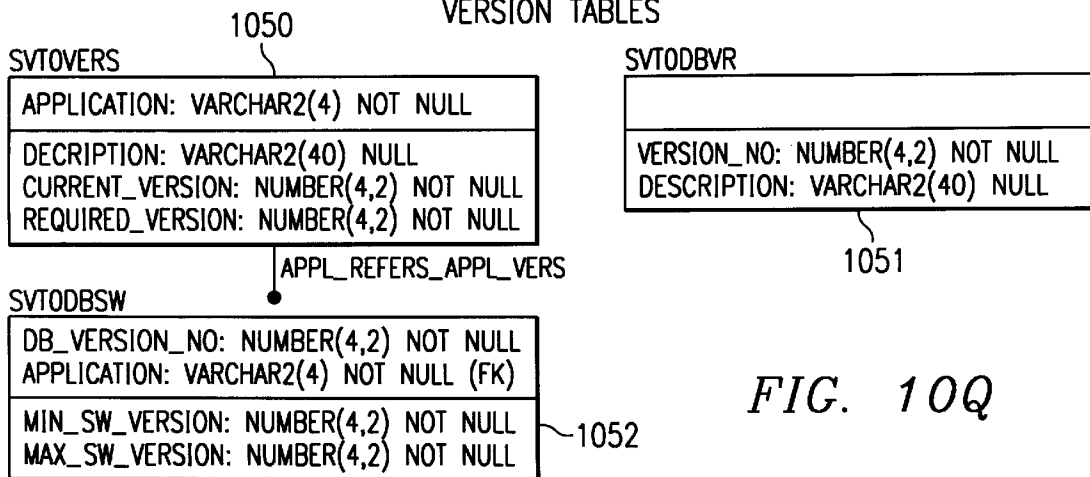 VERSION TABLES
1050
SVTOVERS
APPLICATION: VARCHAR2(4) NOT NULL
DECRIPTION: VARCHAR2(40) NULL
CURRENT_VERSION: NUMBER(4,2) NOT NULL
REQUIRED_VERSION: NUMBER(4,2) NOT NULL
SVTODBVR
VERSION_NO: NUMBER(4,2) NOT NULL
DESCRIPTION: VARCHAR2(40) NULL
1051
APPL_REFERS_APPL_VERS
SVTODBSW
DB_VERSION_NO: NUMBER(4,2) NOT NULL
APPLICATION: VARCHAR2(4) NOT NULL (FK)
MIN_SW_VERSION: NUMBER(4,2) NOT NULL
MAX_SW_VERSION: NUMBER(4,2) NOT NULL
1052
FIG. 10Q